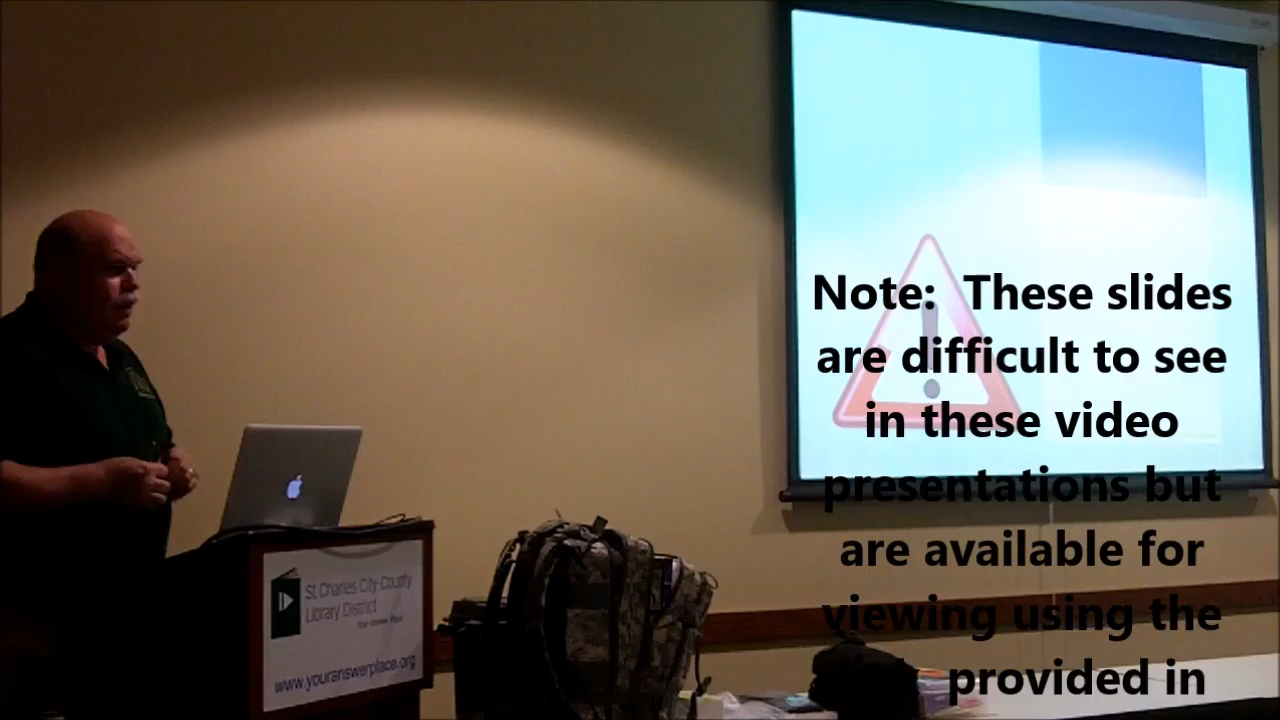 Note: These slides
are difficult to see
in these video
presentations but
are available for
viewing using the
provided in
St. Charles City-County
Library District
www.youranswerplace.org